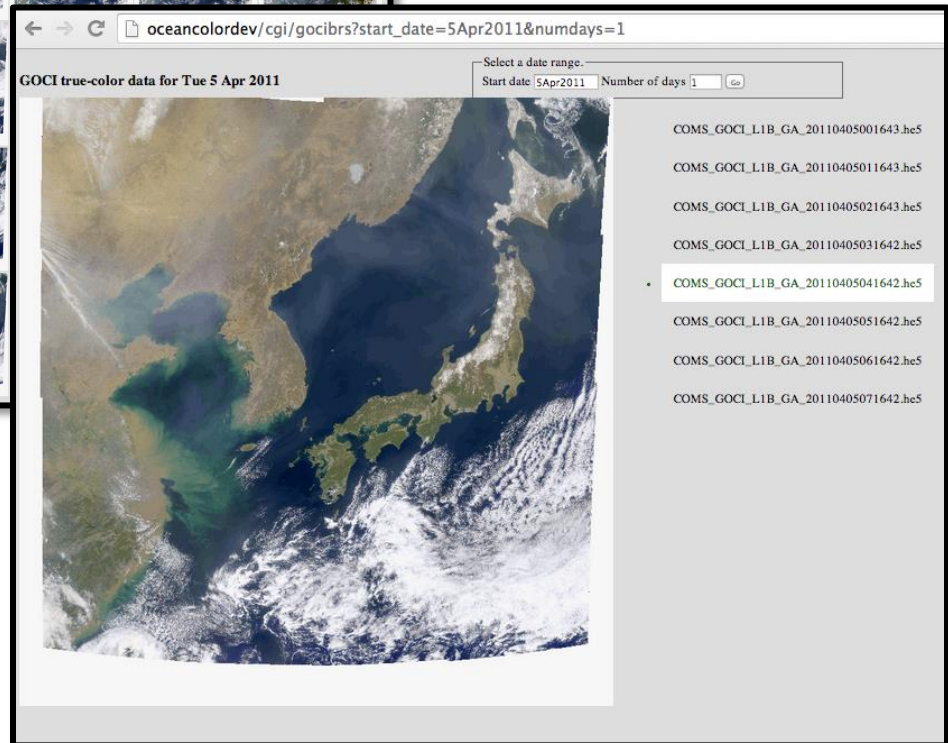 oceancolordev/cgi/gocibrs?start_date=5Apr2011&numdays=1
Select a date range.
GOCI true-color data for Tue 5 Apr 2011
Start date 5Apr2011 Number of days 1 Go
COMS_GOCI_L1B_GA_20110405001643.he5
COMS_GOCI_L1B_GA_20110405011643.he5
COMS_GOCI_L1B_GA_20110405021643.he5
COMS_GOCI_L1B_GA_20110405031642.he5
COMS_GOCI_L1B_GA_20110405041642.he5
COMS_GOCI_L1B_GA_20110405051642.he5
COMS_GOCI_L1B_GA_20110405061642.he5
COMS_GOCI_L1B_GA_20110405071642.he5